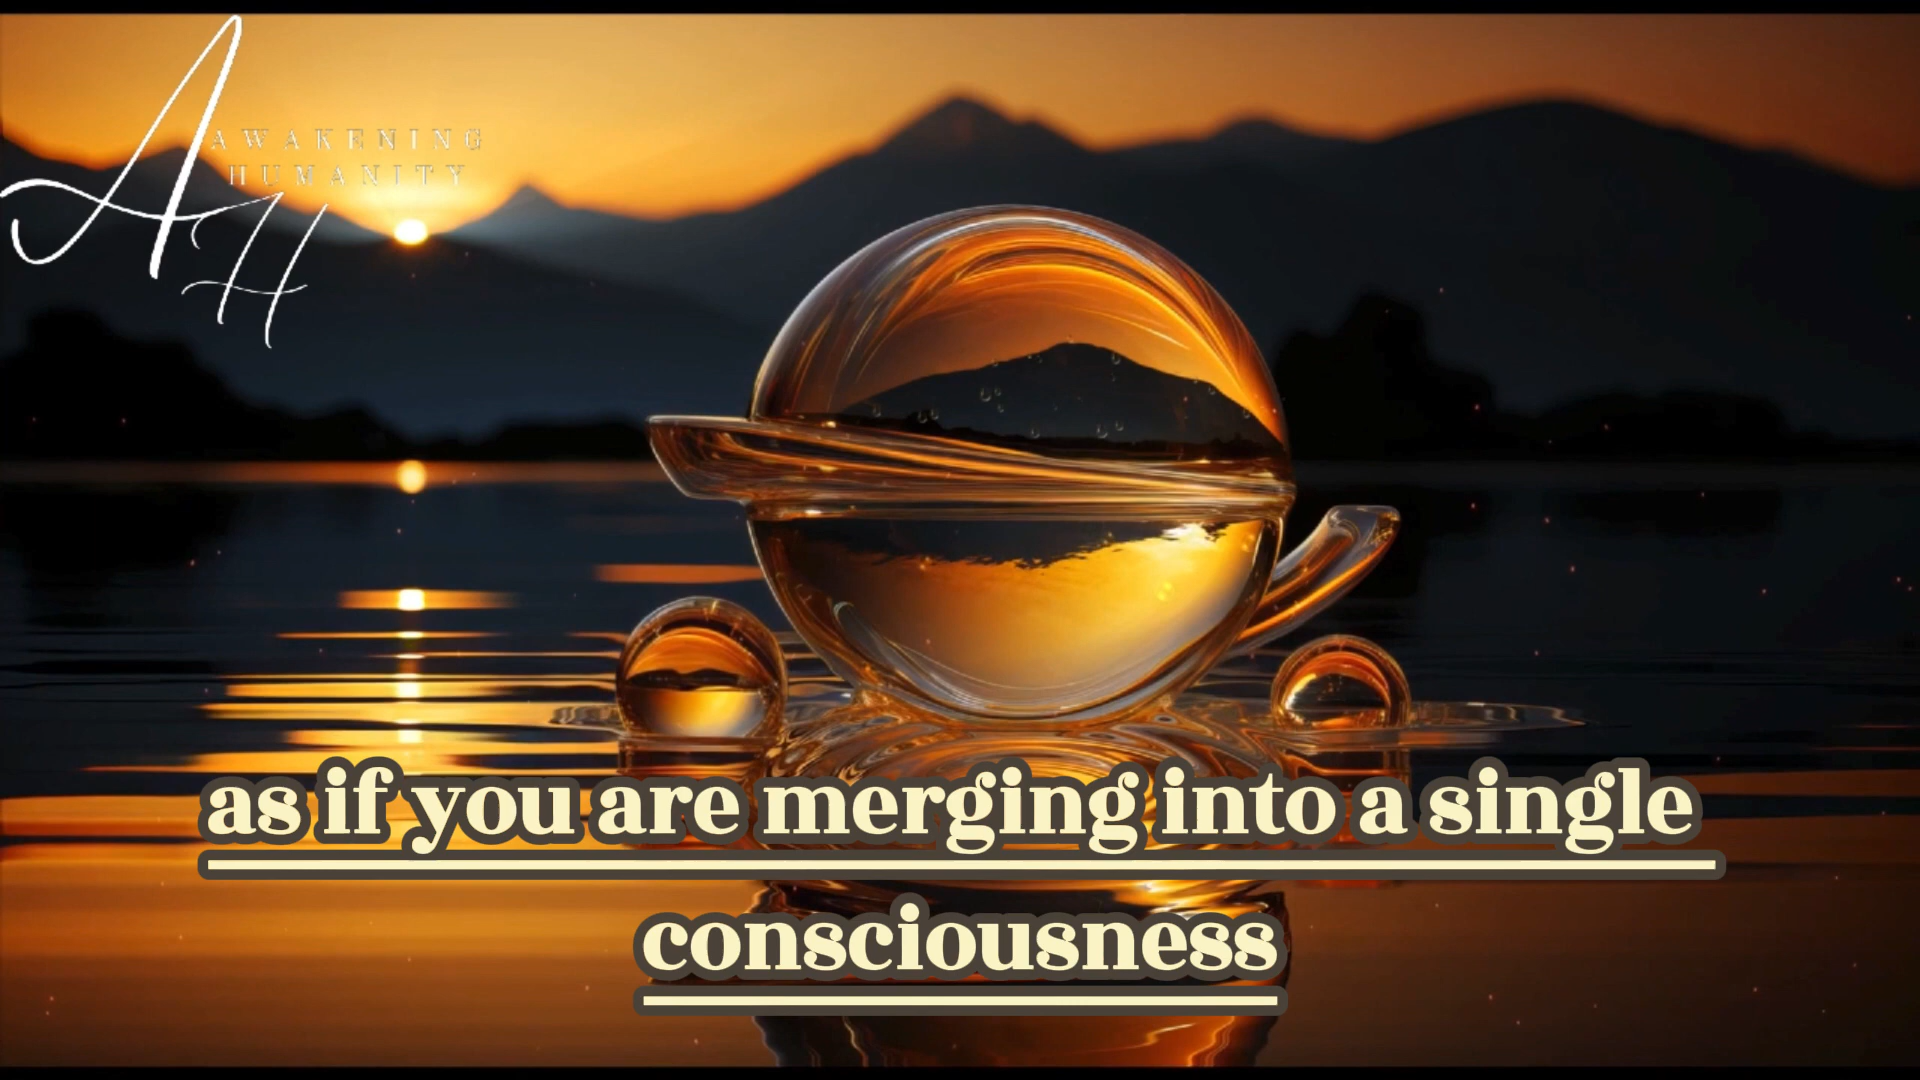 AWAKENING
HUMANITY
AH
as if you are merging into a single
consciousness